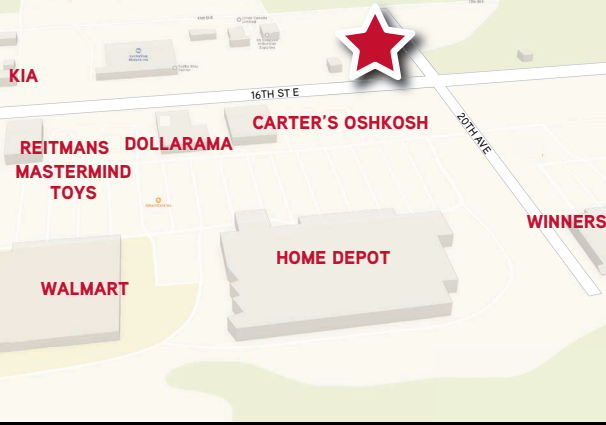 KIA
16TH ST E
CARTER'S OSHKOSH
DOLLARAMA
REITMANS
MASTERMIND
TOYS
20TH AVE
WINNERS
HOME DEPOT
WALMART